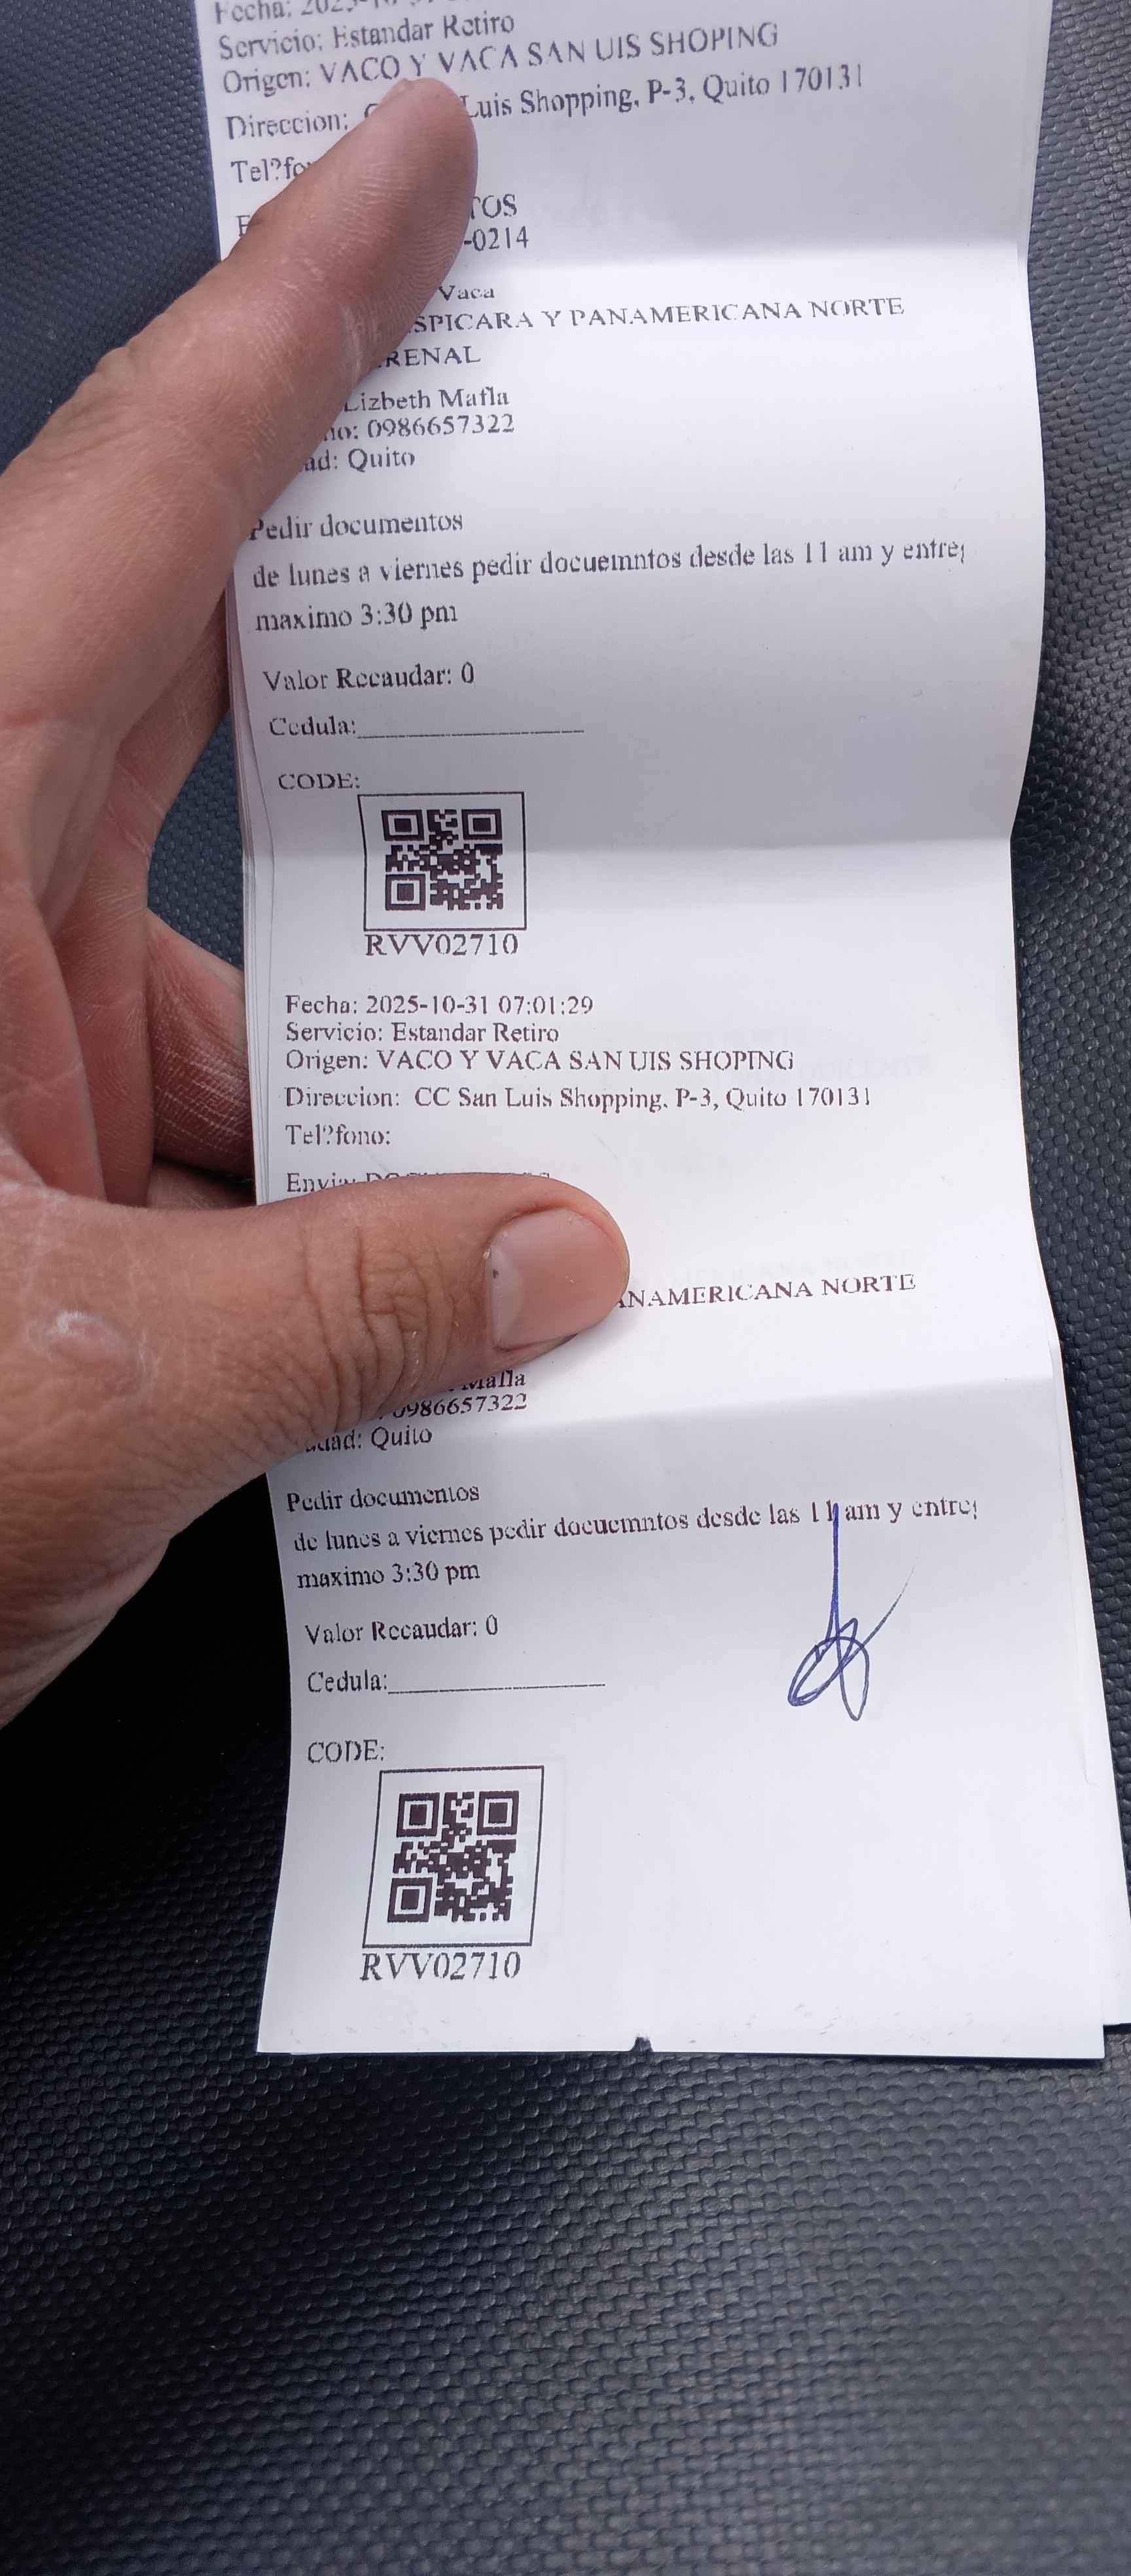 Servicio: Estandar Retiro
Origen: VACO Y VACA SAN UIS SHOPING
Direccion: Luis Shopping, P-3, Quito 170131
TOS
-0214
Vaca
Y PANAMERICANA NORTE
Lizbeth Mafla
0986657322
Quito
Pedir documentos
de lunes a viernes pedir docuemntos desde las 11 am y entre
maximo 3:30 pm
Valor Recaudar: 0
Cedula:
CODE:
RVV02710
Fecha: 2025-10-31 07:01:29
Servicio: Estandar Retiro
Origen: VACO Y VACA SAN UIS SHOPING
Direccion: CC San Luis Shopping, P-3, Quito 170131
Tel?fono:
ANAMERICANA NORTE
Mafla
0986657322
Quito
Pedir documentos
de lunes a viernes pedir docuemntos desde las 11 am y entre
maximo 3:30 pm
Valor Recaudar: 0
Cedula:
CODE:
RVV02710